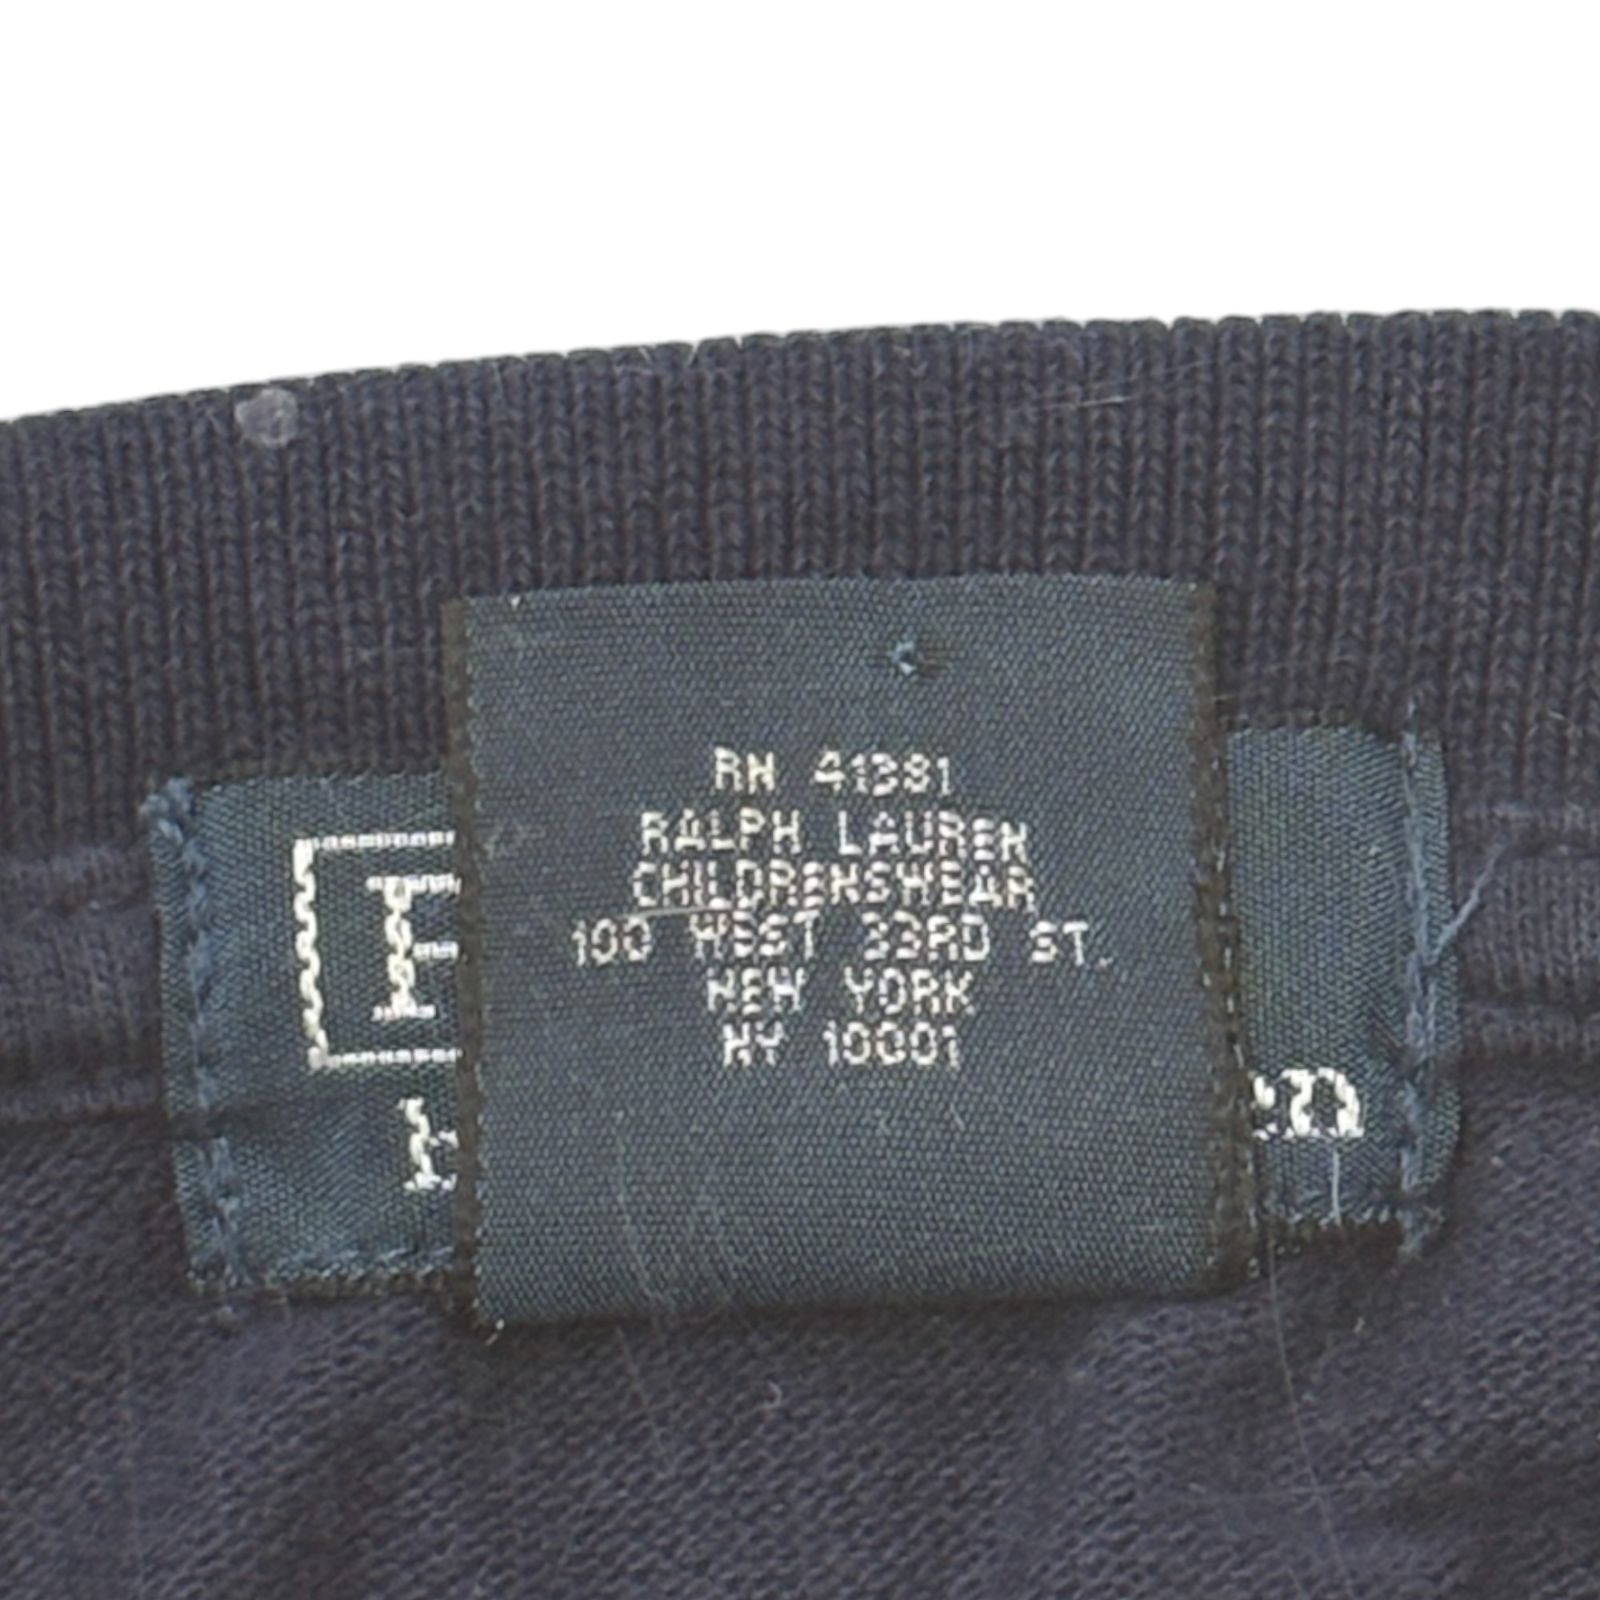 RN 41381
RALPH LAUREN
CHILDRENSWEAR
100 WEST 33RD ST.
NEW YORK
NY 10001